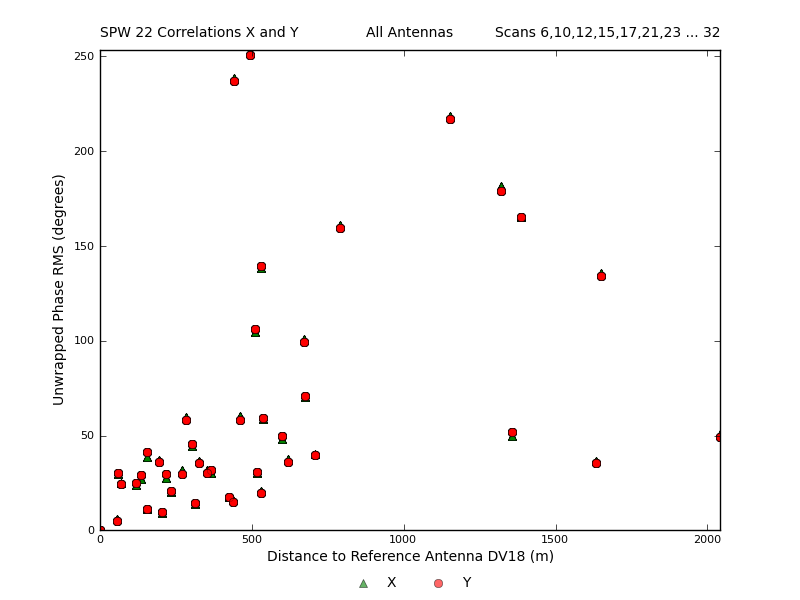 SPW 22 Correlations X and Y All Antennas Scans 6,10,12,15,17,21,23 ... 32
250
200
150
100
50
0
Unwrapped Phase RMS (degrees)
0 500 1000 1500 2000
Distance to Reference Antenna DV18 (m)
X Y